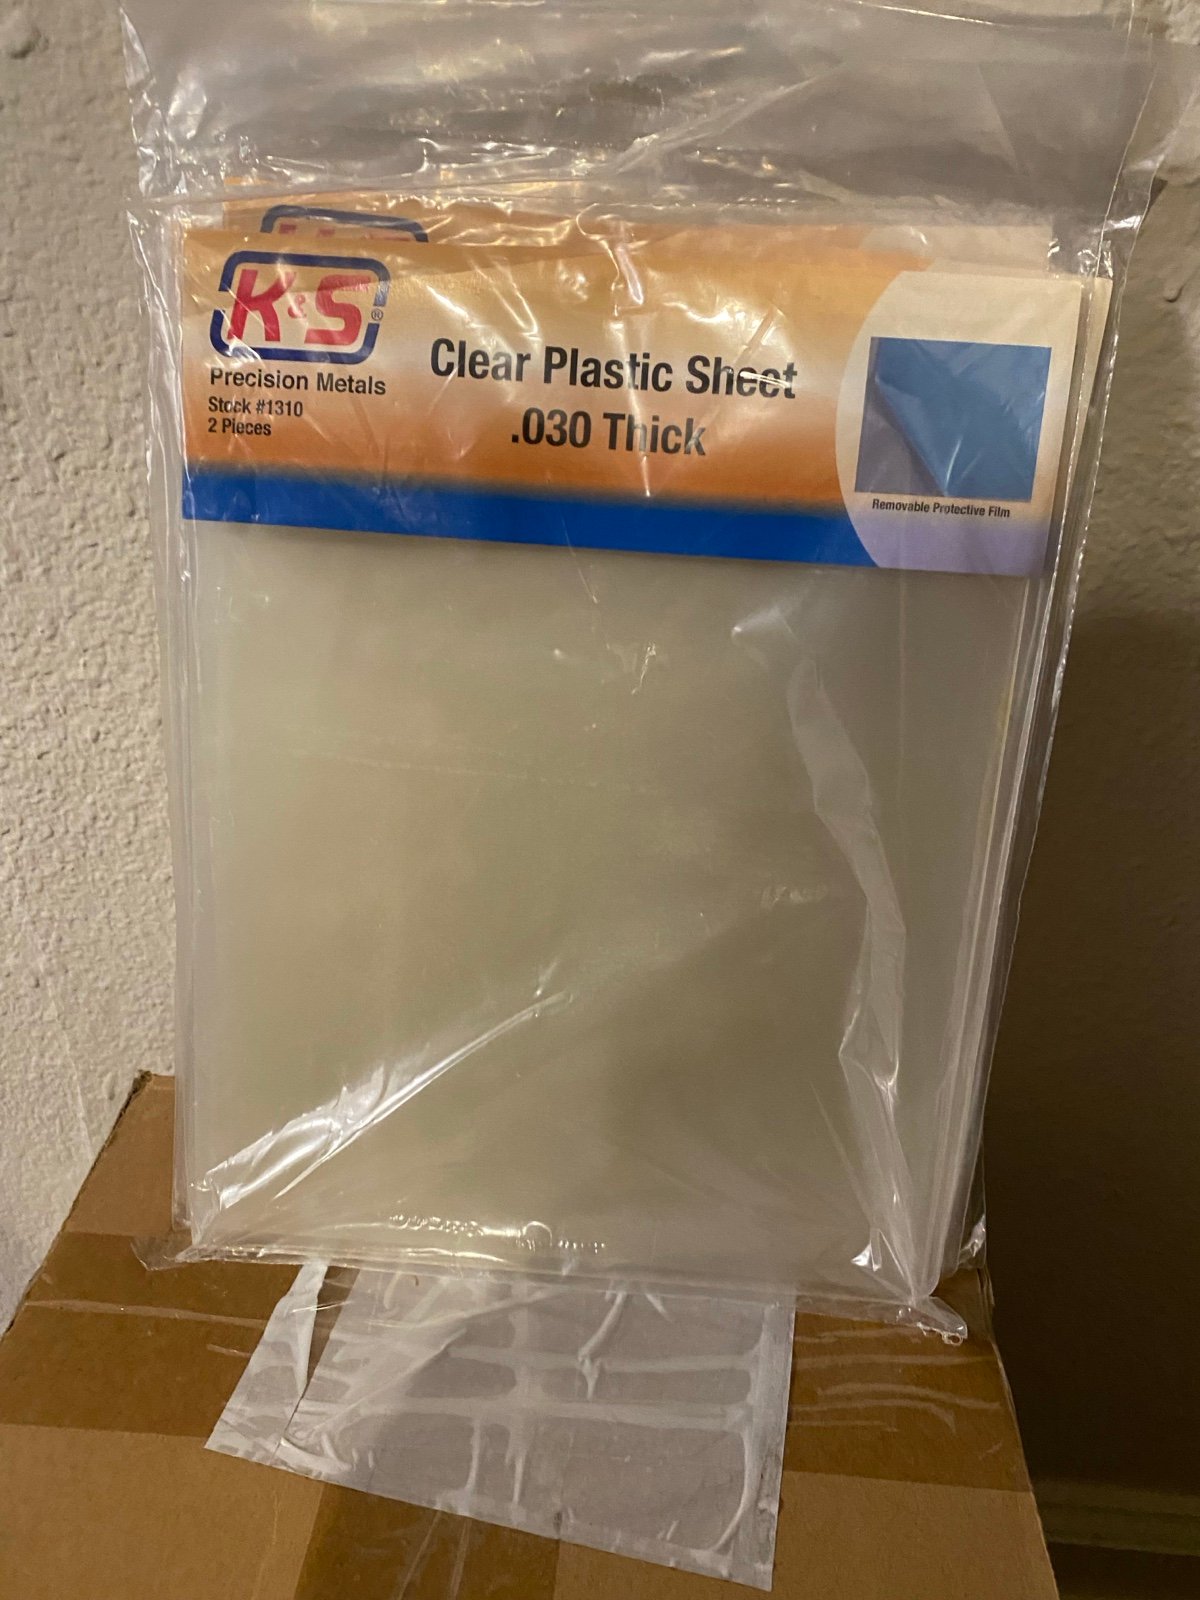 K&S®
Precision Metals
Stock #1310
2 Pieces
Clear Plastic Sheet
.030 Thick
Removable Protective Film